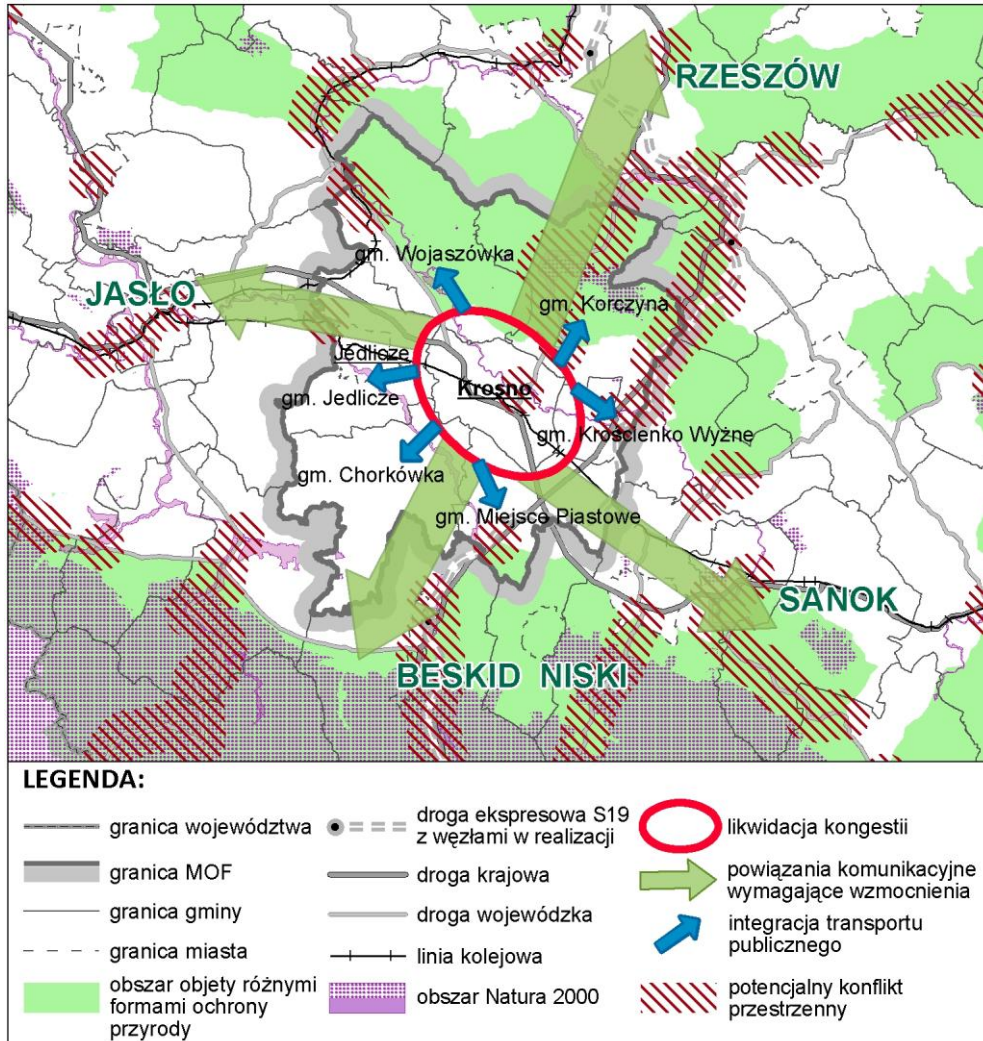 RZESZÓW
gm. Wojaszówka
JASŁO
gm. Korczyna
Jedlicze
Krosno
gm. Jedlicze
gm. Krościenko Wyżne
gm. Chorkówka
gm. Miejsce Piastowe
SANOK
BESKID NISKI
LEGENDA:
granica województwa
granica MOF
granica gminy
granica miasta
obszar objęty różnymi
formami ochrony
przyrody
droga ekspresowa S19
z węzłami w realizacji
droga krajowa
droga wojewódzka
linia kolejowa
obszar Natura 2000
likwidacja kongestii
powiązania komunikacyjne
wymagające wzmocnienia
integracja transportu
publicznego
potencjalny konflikt
przestrzenny